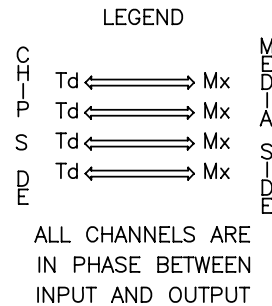 LEGEND
CHIP S DE
MEDIA SIDE
Td Mx
Td Mx
Td Mx
Td Mx
ALL CHANNELS ARE
IN PHASE BETWEEN
INPUT AND OUTPUT